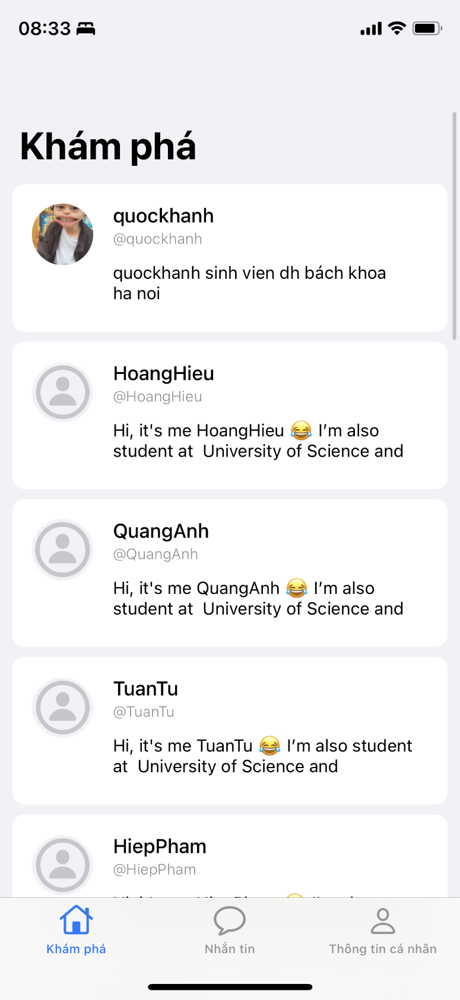 08:33
Khám phá
quockhanh
@quockhanh
quockhanh sinh vien dh bách khoa
ha noi
HoangHieu
@HoangHieu
Hi, it's me HoangHieu 😂 I’m also
student at  University of Science and
QuangAnh
@QuangAnh
Hi, it's me QuangAnh 😂 I’m also
student at  University of Science and
TuanTu
@TuanTu
Hi, it's me TuanTu 😂 I’m also student
at  University of Science and
HiepPham
@HiepPham
Khám phá
Nhắn tin
Thông tin cá nhân